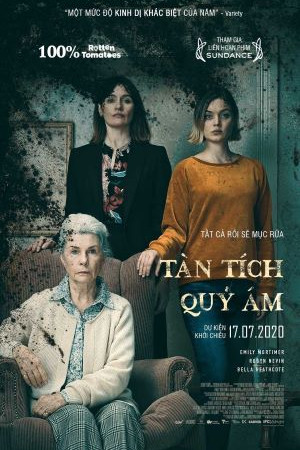 "MỘT MỨC ĐỘ KINH DỊ KHÁC BIỆT CỦA NĂM" - Variety
100% Rotten Tomatoes
OFFICIAL SELECTION
LIÊN HOAN PHIM
SUNDANCE
TẤT CẢ RỒI SẼ MỤC RỮA
TÀN TÍCH
QUỶ ÁM
DỰ KIẾN
KHỞI CHIẾU 17.07.2020
EMILY MORTIMER
ROBYN NEVIN
BELLA HEATHCOTE